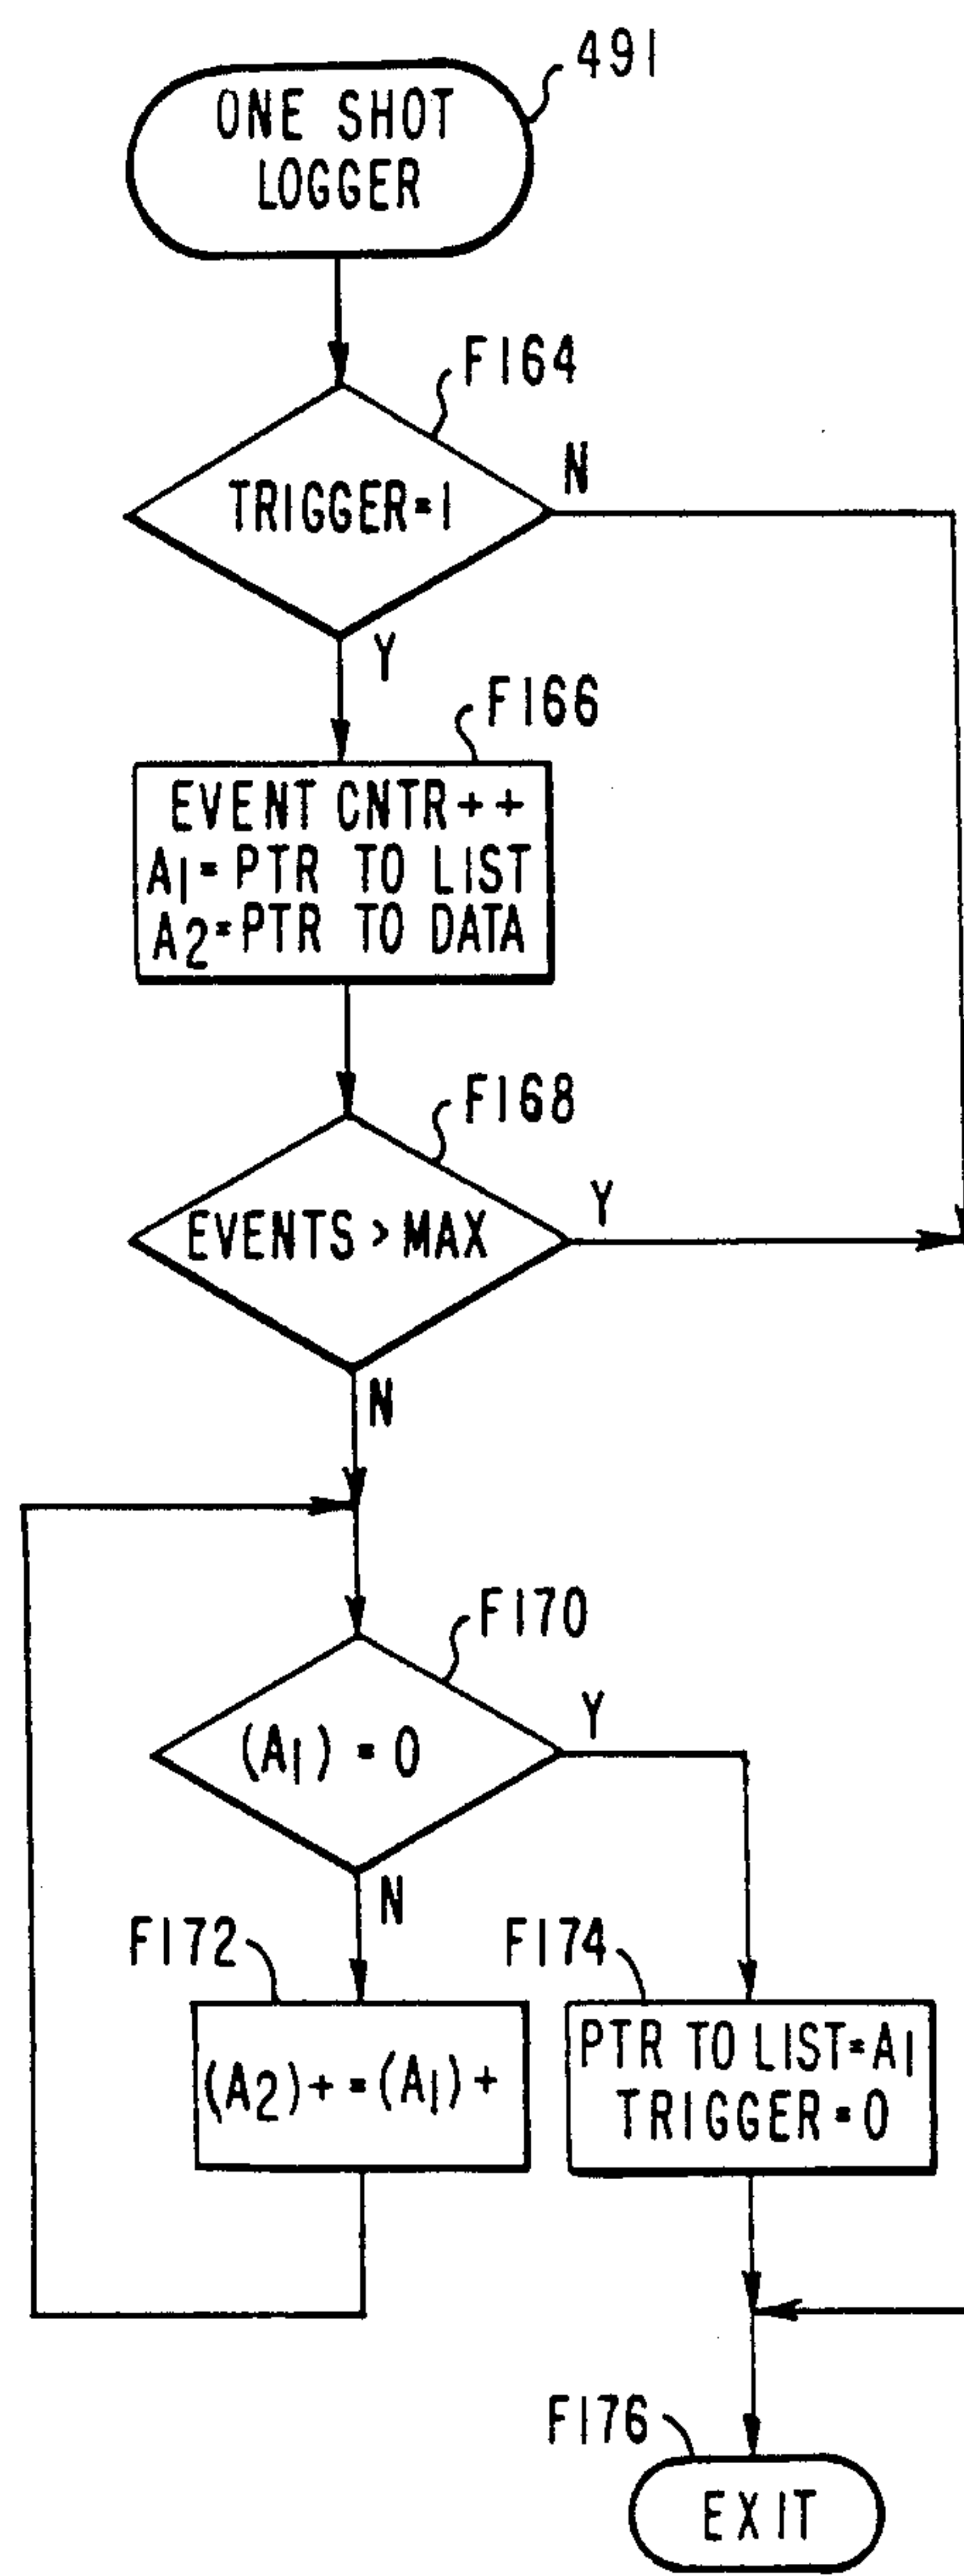 491
ONE SHOT
LOGGER
F164
TRIGGER=1
N
Y
F166
EVENT CNTR++
A1=PTR TO LIST
A2=PTR TO DATA
F168
EVENTS>MAX
Y
N
F170
(A1)=0
Y
N
F172
(A2)+=(A1)+
F174
PTR TO LIST=A1
TRIGGER=0
F176
EXIT